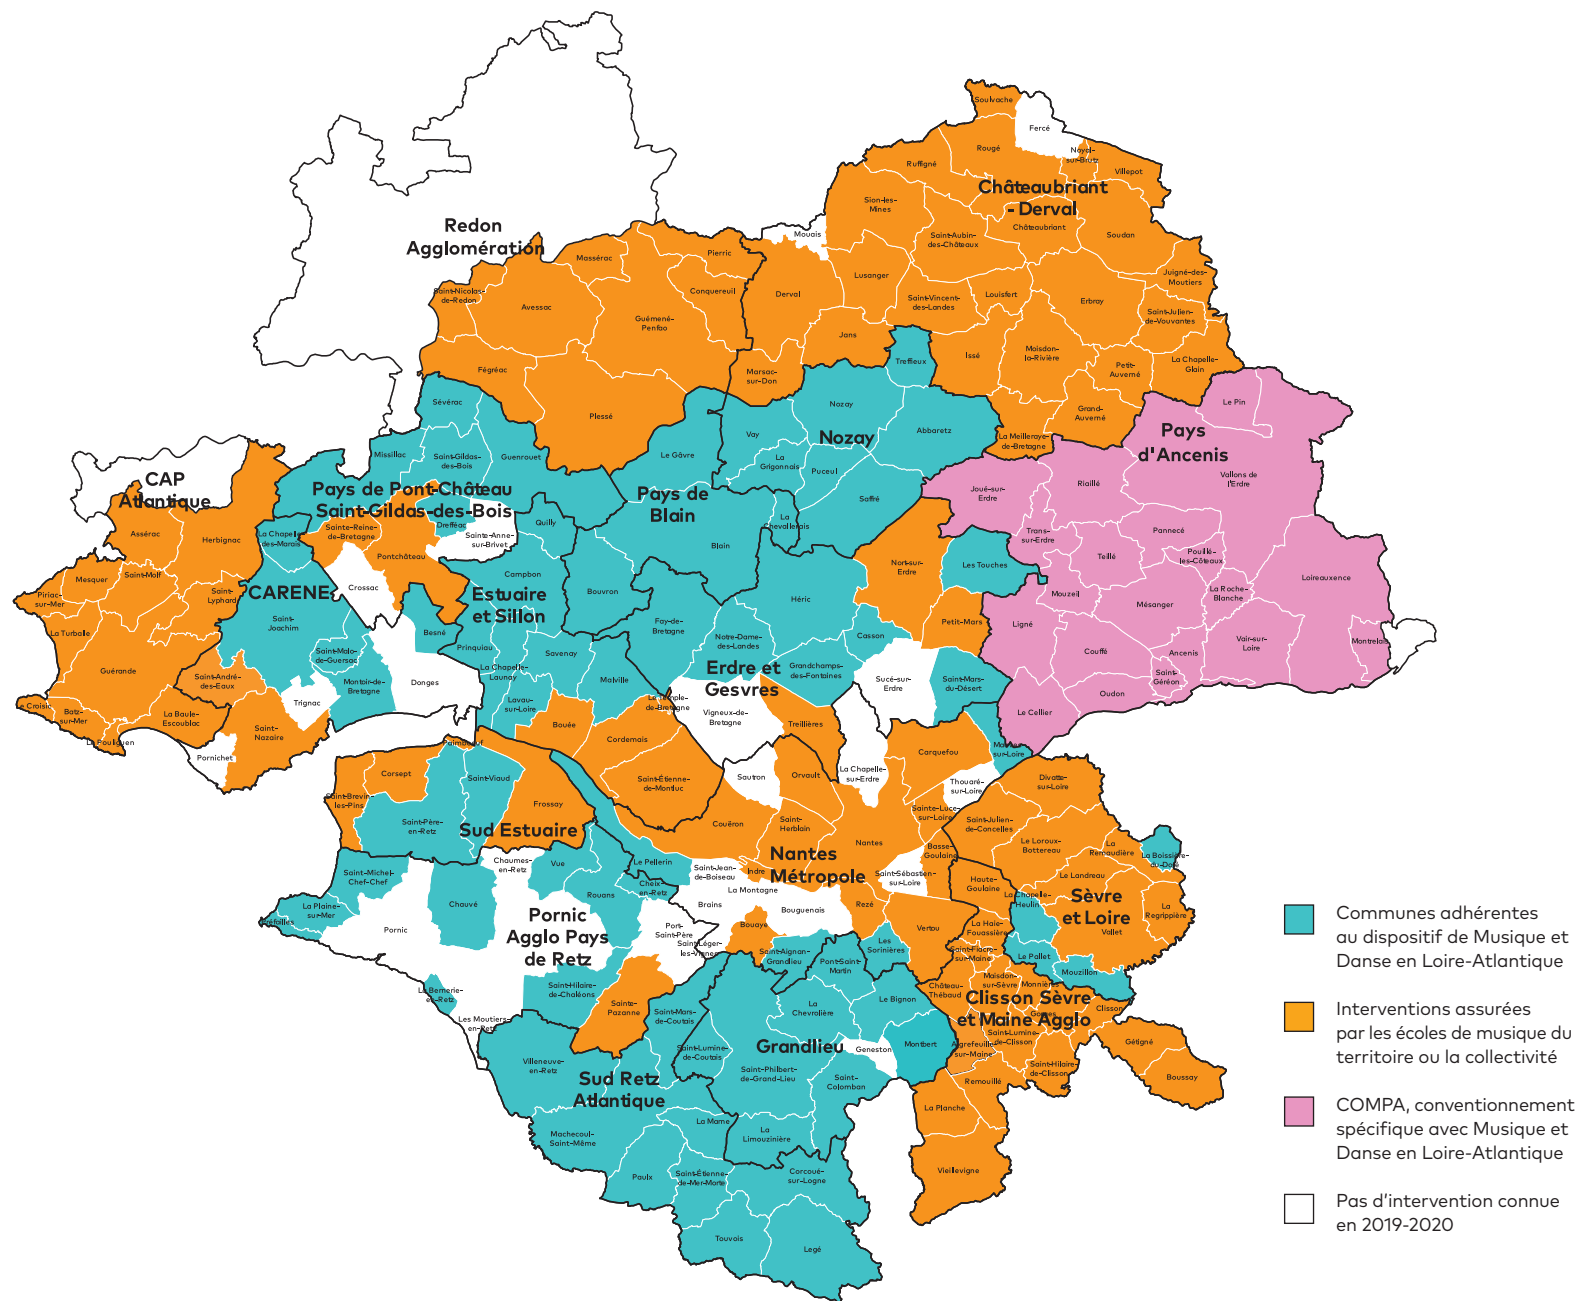 Soulvache
Fercé
Rougé
Noyal-
sur-Brutz
Ruffigné
Villepot
Châteaubriant
- Derval
Châteaubriant
Sion-les-
Mines
Saint-Aubin-
des-Châteaux
Soudan
Mouais
Redon
Agglomération
Massérac
Pierric
Lusanger
Juigné-des-
Moutiers
Saint-Nicolas-
de-Redon
Avessac
Conquereuil
Derval
Saint-Vincent-
des-Landes
Louisfert
Erbray
Guémené-
Penfao
Saint-Julien-
de-Vouvantes
Jans
Issé
Moisdon-
la-Rivière
Treffieux
Petit-
Auverné
La Chapelle-
Glain
Fégréac
Marsac-
sur-Don
Sévérac
Nozay
Le Pin
Plessé
Grand-
Auverné
Abbaretz
Vay
Nozay
La Meilleraye-
de-Bretagne
Pays
d'Ancenis
Missillac
Saint-Gildas-
des-Bois
Guenrouet
Le Gâvre
La
Grigonnais
Puceul
Vallons de
l'Erdre
CAP
Atlantique
Pays de Pont-Château
Saint-Gildas-des-Bois
Pays de
Blain
Saffré
Joué-sur-
Erdre
Riaillé
Assérac
Herbignac
La Chapelle-
des-Marais
Sainte-Reine-
de-Bretagne
Drefféac
Sainte-Anne-
sur-Brivet
Quilly
La
Chevallerais
Trans-
sur-Erdre
Pannecé
Pontchâteau
Blain
Teillé
Pouillé-
les-Côteaux
Mesquer
Saint-Molf
Crossac
Campbon
Nort-sur-
Erdre
Les Touches
Loireauxence
Piriac-
sur-Mer
Saint-
Lyphard
CARENE
Estuaire
et Sillon
Bouvron
Héric
Mouzeil
La Roche-
Blanche
Mésanger
La Turballe
Saint-
Joachim
Besné
Fay-de-
Bretagne
Notre-Dame-
des-Landes
Casson
Petit-Mars
Ligné
Prinquiau
Savenay
Saint-Malo-
de-Guersac
Couffé
Ancenis
Vair-sur-
Loire
Montrelais
Guérande
La Chapelle-
Launay
Malville
Erdre et
Gesvres
Grandchamps-
des-Fontaines
Saint-André-
des-Eaux
Montoir-de-
Bretagne
Donges
Sucé-sur-
Erdre
Saint-Mars-
du-Désert
Saint-
Géréon
Oudon
Trignac
Lavau-
sur-Loire
Le Temple-
de-Bretagne
Le Croisic
Batz-
sur-Mer
La Baule-
Escoublac
Vigneux-de-
Bretagne
Le Cellier
Saint-
Nazaire
Bouée
Treillières
Le Pouliguen
Pornichet
Paimboeuf
Cordemais
Carquefou
Mauves-
sur-Loire
Corsept
Saint-Viaud
Saint-Étienne-
de-Montluc
Sautron
Orvault
La Chapelle-
sur-Erdre
Thouaré-
sur-Loire
Divatte-
sur-Loire
Saint-Brevin-
les-Pins
Frossay
Sainte-Luce-
sur-Loire
Saint-Père-
en-Retz
Sud Estuaire
Couëron
Saint-
Herblain
Nantes
Saint-Julien-
de-Concelles
Le Loroux-
Bottereau
La
Remaudière
Basse-
Goulaine
La Boissière-
du-Doré
Chaumes-
en-Retz
Vue
Le Pellerin
Saint-Jean-
de-Boiseau
Indre
Nantes
Métropole
Saint-Sébastien-
sur-Loire
Haute-
Goulaine
Le Landreau
Saint-Michel-
Chef-Chef
Cheix-
en-Retz
La Montagne
La Chapelle-
Heulin
Sèvre
et Loire
Chauvé
Rouans
Brains
Bouguenais
Rezé
La
Regrippière
La Plaine-
sur-Mer
Préfailles
Pornic
Pornic
Agglo Pays
de Retz
Port-
Saint-Père
Bouaye
Vertou
La Haie-
Fouassière
Vallet
Saint-Léger-
les-Vignes
Saint-Aignan-
Grandlieu
Les
Sorinières
Saint-Fiacre-
sur-Maine
Le Pallet
Pont-Saint-
Martin
Mouzillon
La Bernerie-
en-Retz
Saint-Hilaire-
de-Chaléons
Château-
Thébaud
Maisdon-
sur-Sèvre
Monnières
Sainte-
Pazanne
Le Bignon
Clisson Sèvre
et Maine Agglo
Gorges
Clisson
Les Moutiers-
en-Retz
Saint-Mars-
de-Coutais
La
Chevrolière
Gétigné
Saint-Lumine-
de-Coutais
Grandlieu
Geneston
Montbert
Aigrefeuille-
sur-Maine
Saint-Lumine-
de-Clisson
Villeneuve-
en-Retz
Saint-Hilaire-
de-Clisson
Saint-Philbert-
de-Grand-Lieu
Saint-
Colomban
Remouillé
Boussay
Sud Retz
Atlantique
La Planche
Machecoul-
Saint-Même
La Marne
La
Limouzinière
Paulx
Saint-Étienne-
de-Mer-Morte
Corcoué-
sur-Logne
Vieillevigne
Touvois
Legé
Communes adhérentes
au dispositif de Musique et
Danse en Loire-Atlantique
Interventions assurées
par les écoles de musique du
territoire ou la collectivité
COMPA, conventionnement
spécifique avec Musique et
Danse en Loire-Atlantique
Pas d'intervention connue
en 2019-2020